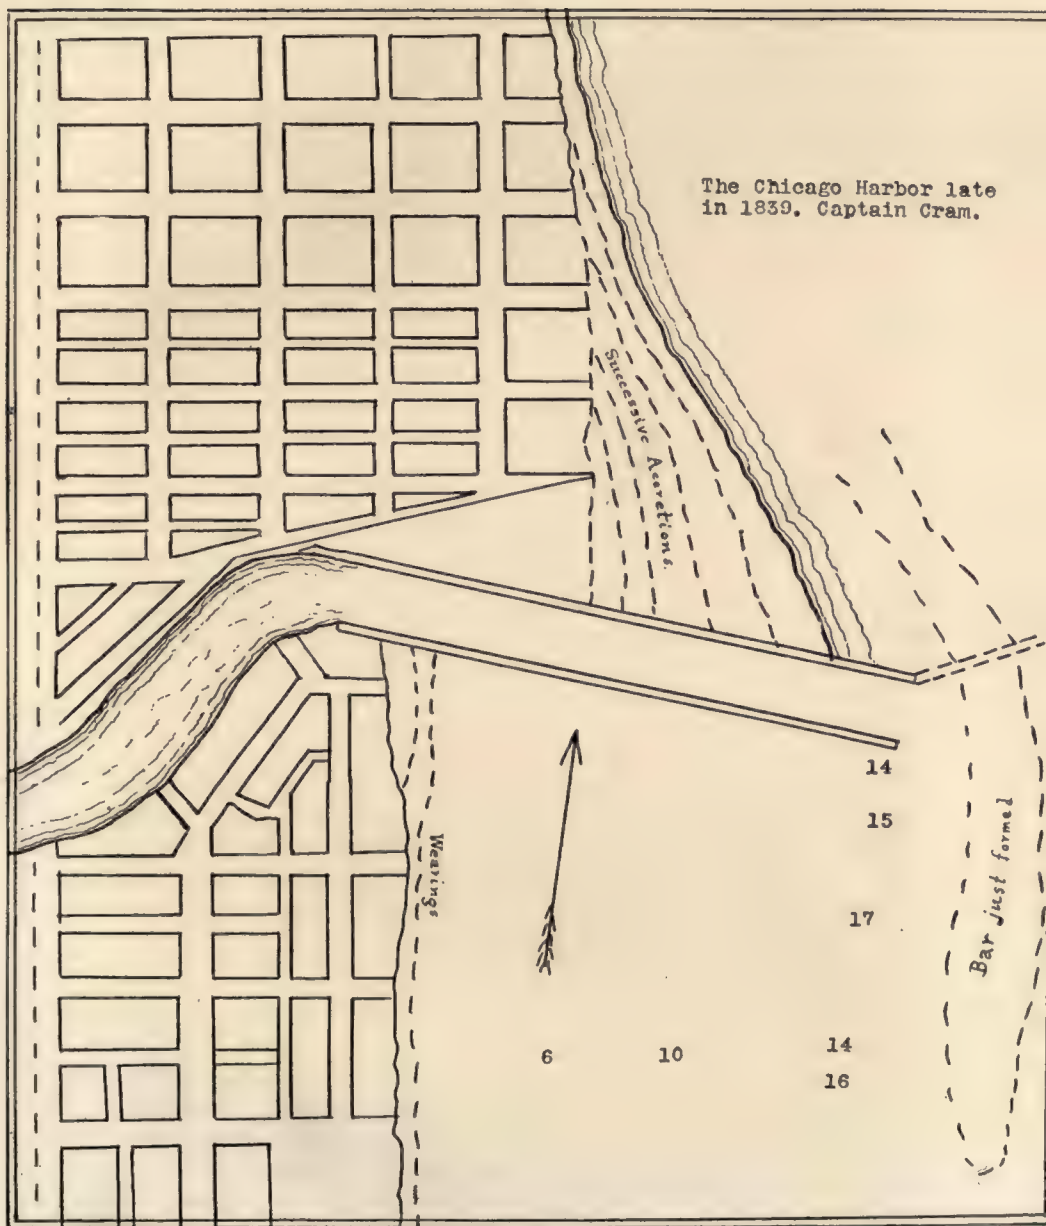 The Chicago Harbor late
in 1839. Captain Cram.
Successive Accretions.
14
15
Wearings
17
Bar just formed
6 10 14
16